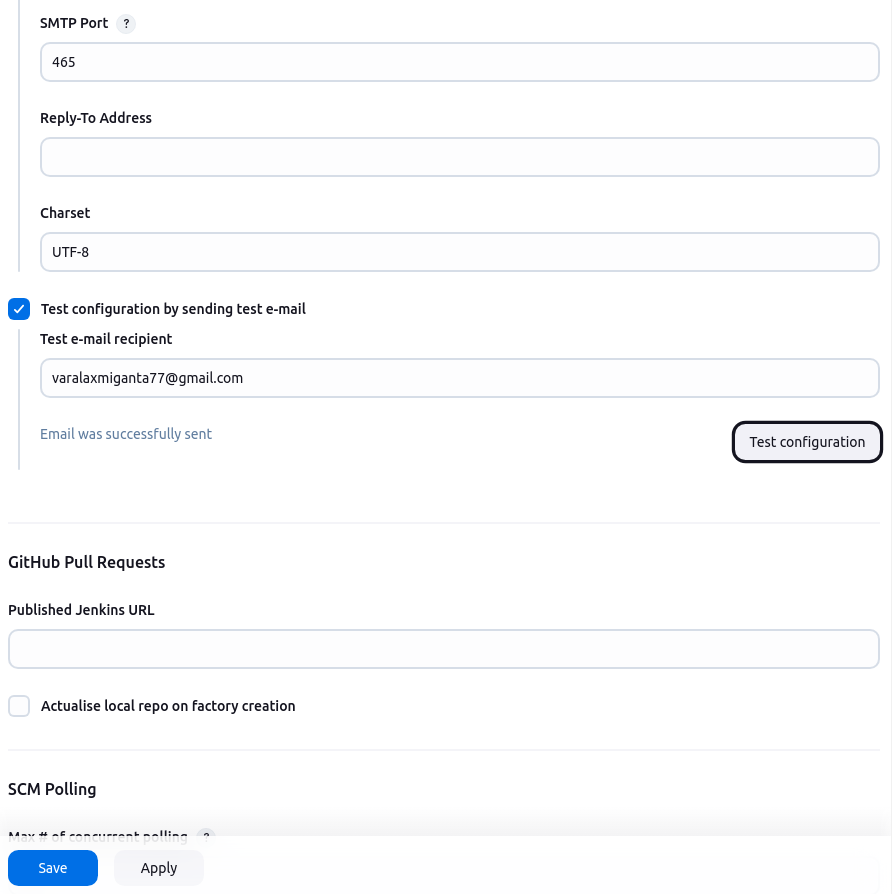 SMTP Port ?
465
Reply-To Address
Charset
UTF-8
Test configuration by sending test e-mail
Test e-mail recipient
varalaxmiganta77@gmail.com
Email was successfully sent
Test configuration
GitHub Pull Requests
Published Jenkins URL
Actualise local repo on factory creation
SCM Polling
Max # of concurrent polling ?
Save
Apply